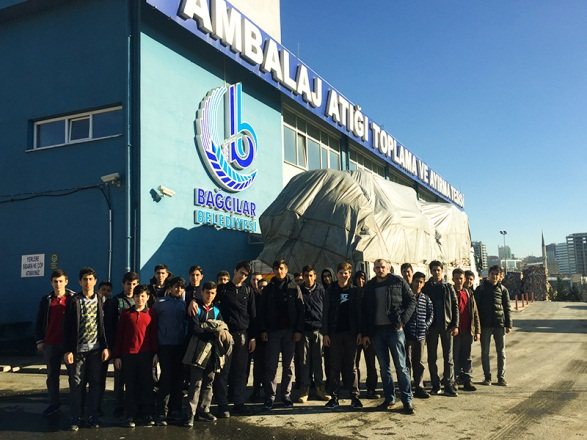 AMBALAJ ATIĞI TOPLAMA VE AYIRMA TESİSİ
b
BAĞCILAR
BELEDİYESİ